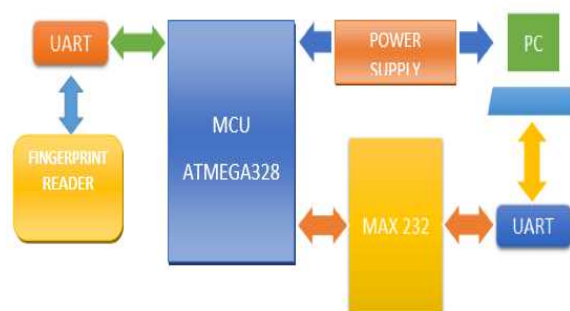 UART
FINGERPRINT
READER
MCU
ATMEGA328
POWER
SUPPLY
PC
MAX 232
UART